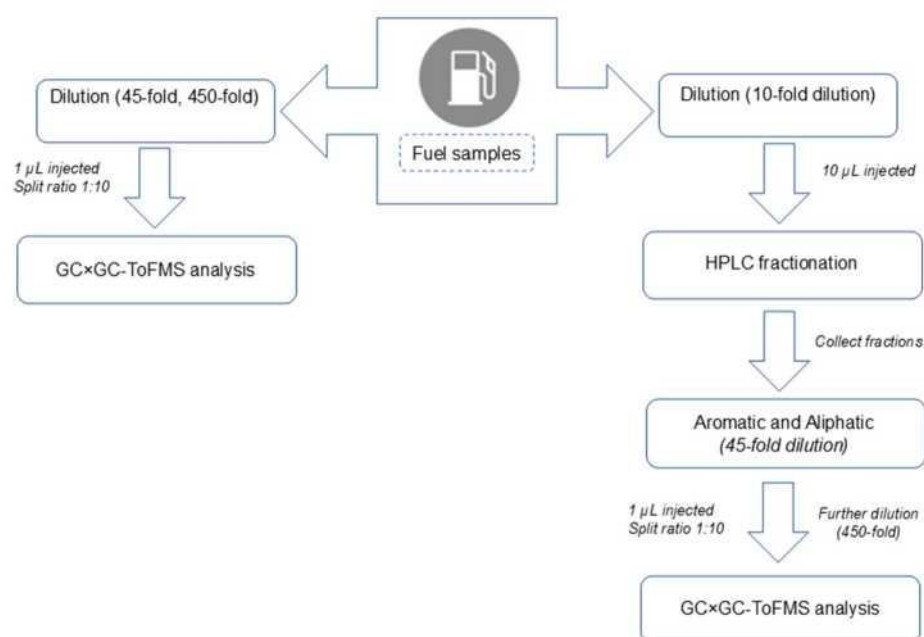 Fuel samples
Dilution (45-fold, 450-fold)
1 µL injected
Split ratio 1:10
GC×GC-ToFMS analysis
Dilution (10-fold dilution)
10 µL injected
HPLC fractionation
Collect fractions
Aromatic and Aliphatic
(45-fold dilution)
1 µL injected
Split ratio 1:10
Further dilution
(450-fold)
GC×GC-ToFMS analysis